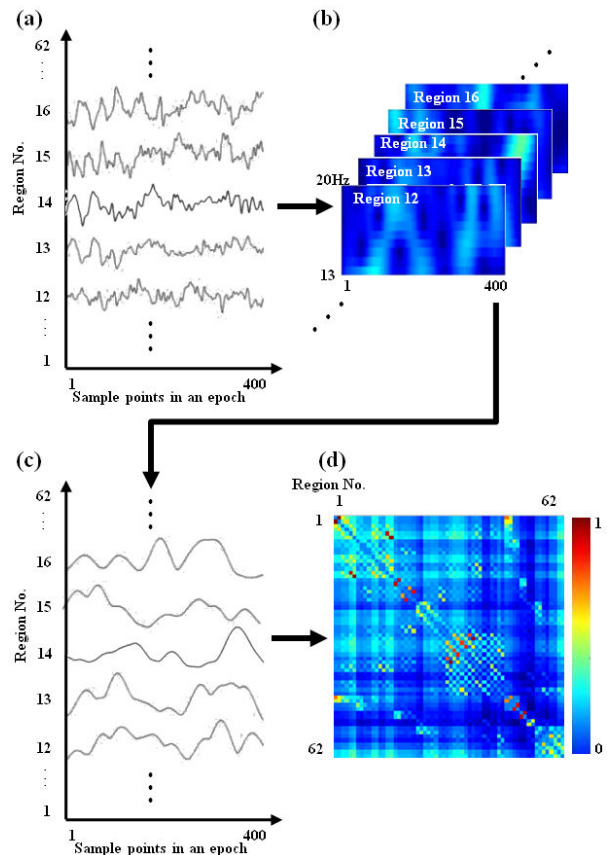 (a)
62
16
15
14
13
12
1
Region No.
1 400
Sample points in an epoch
(b)
Region 16
Region 15
Region 14
Region 13
Region 12
20Hz
13
1 400
(c)
62
16
15
14
13
12
1
Region No.
1 400
Sample points in an epoch
(d)
Region No.
1 62
1
62
1
0